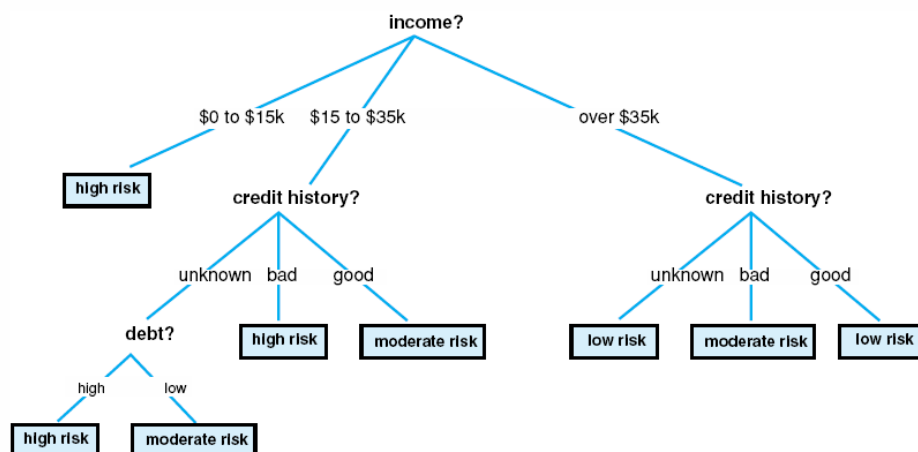 income?
$0 to $15k $15 to $35k over $35k
high risk
credit history? credit history?
unknown bad good unknown bad good
debt? high risk moderate risk low risk moderate risk low risk
high low
high risk moderate risk